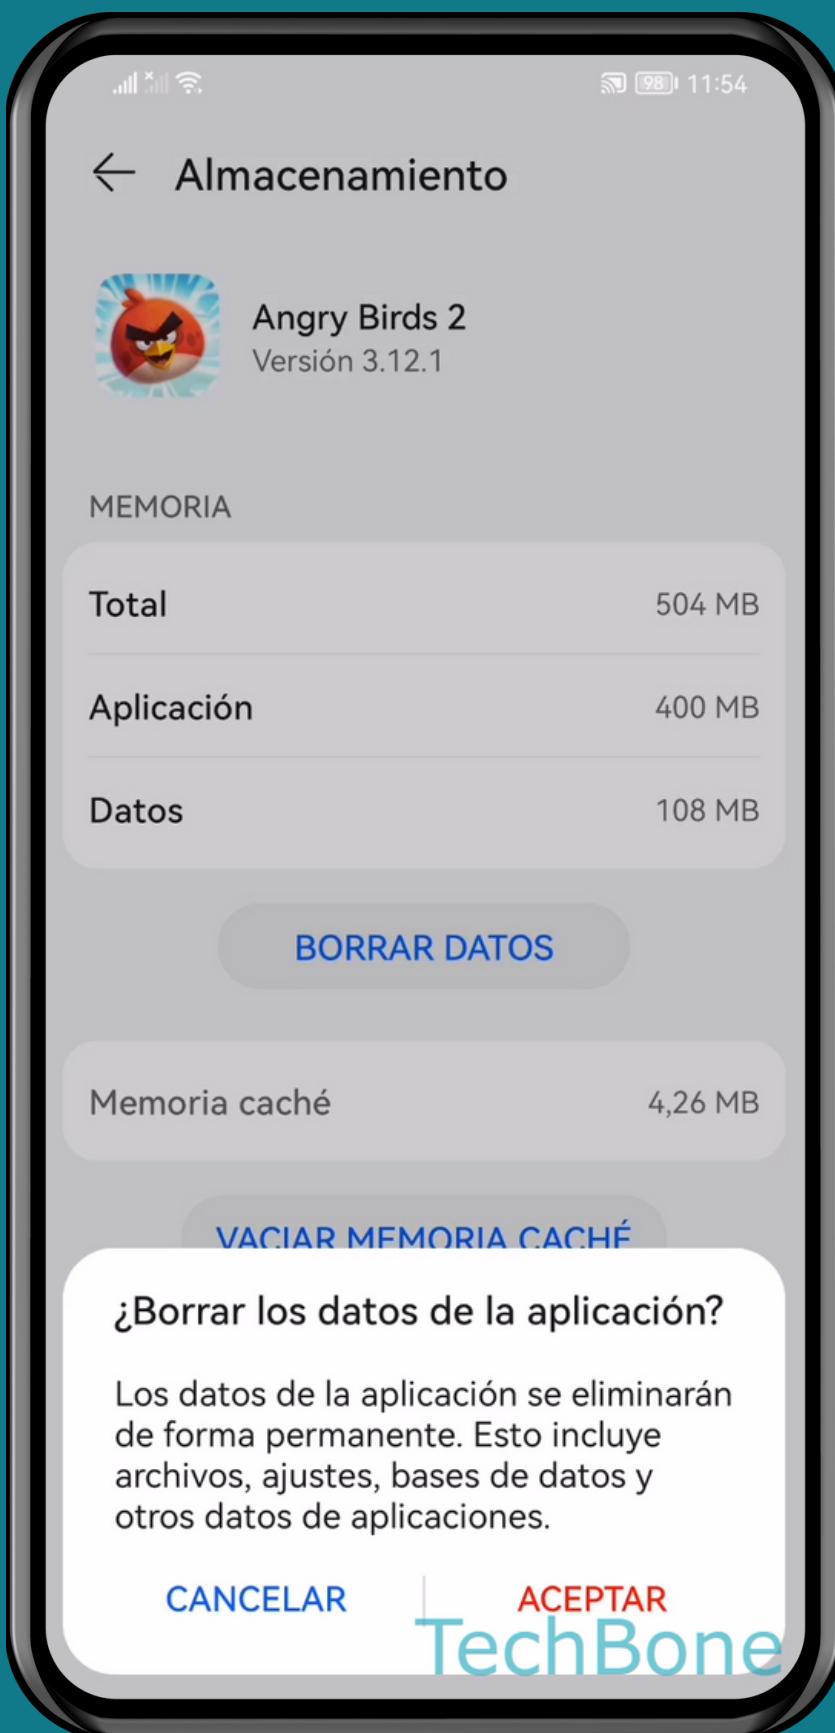 98 11:54
Almacenamiento
Angry Birds 2
Versión 3.12.1
MEMORIA
Total 504 MB
Aplicación 400 MB
Datos 108 MB
BORRAR DATOS
Memoria caché 4,26 MB
VACIAR MEMORIA CACHÉ
¿Borrar los datos de la aplicación?
Los datos de la aplicación se eliminarán
de forma permanente. Esto incluye
archivos, ajustes, bases de datos y
otros datos de aplicaciones.
CANCELAR ACEPTAR
TechBone